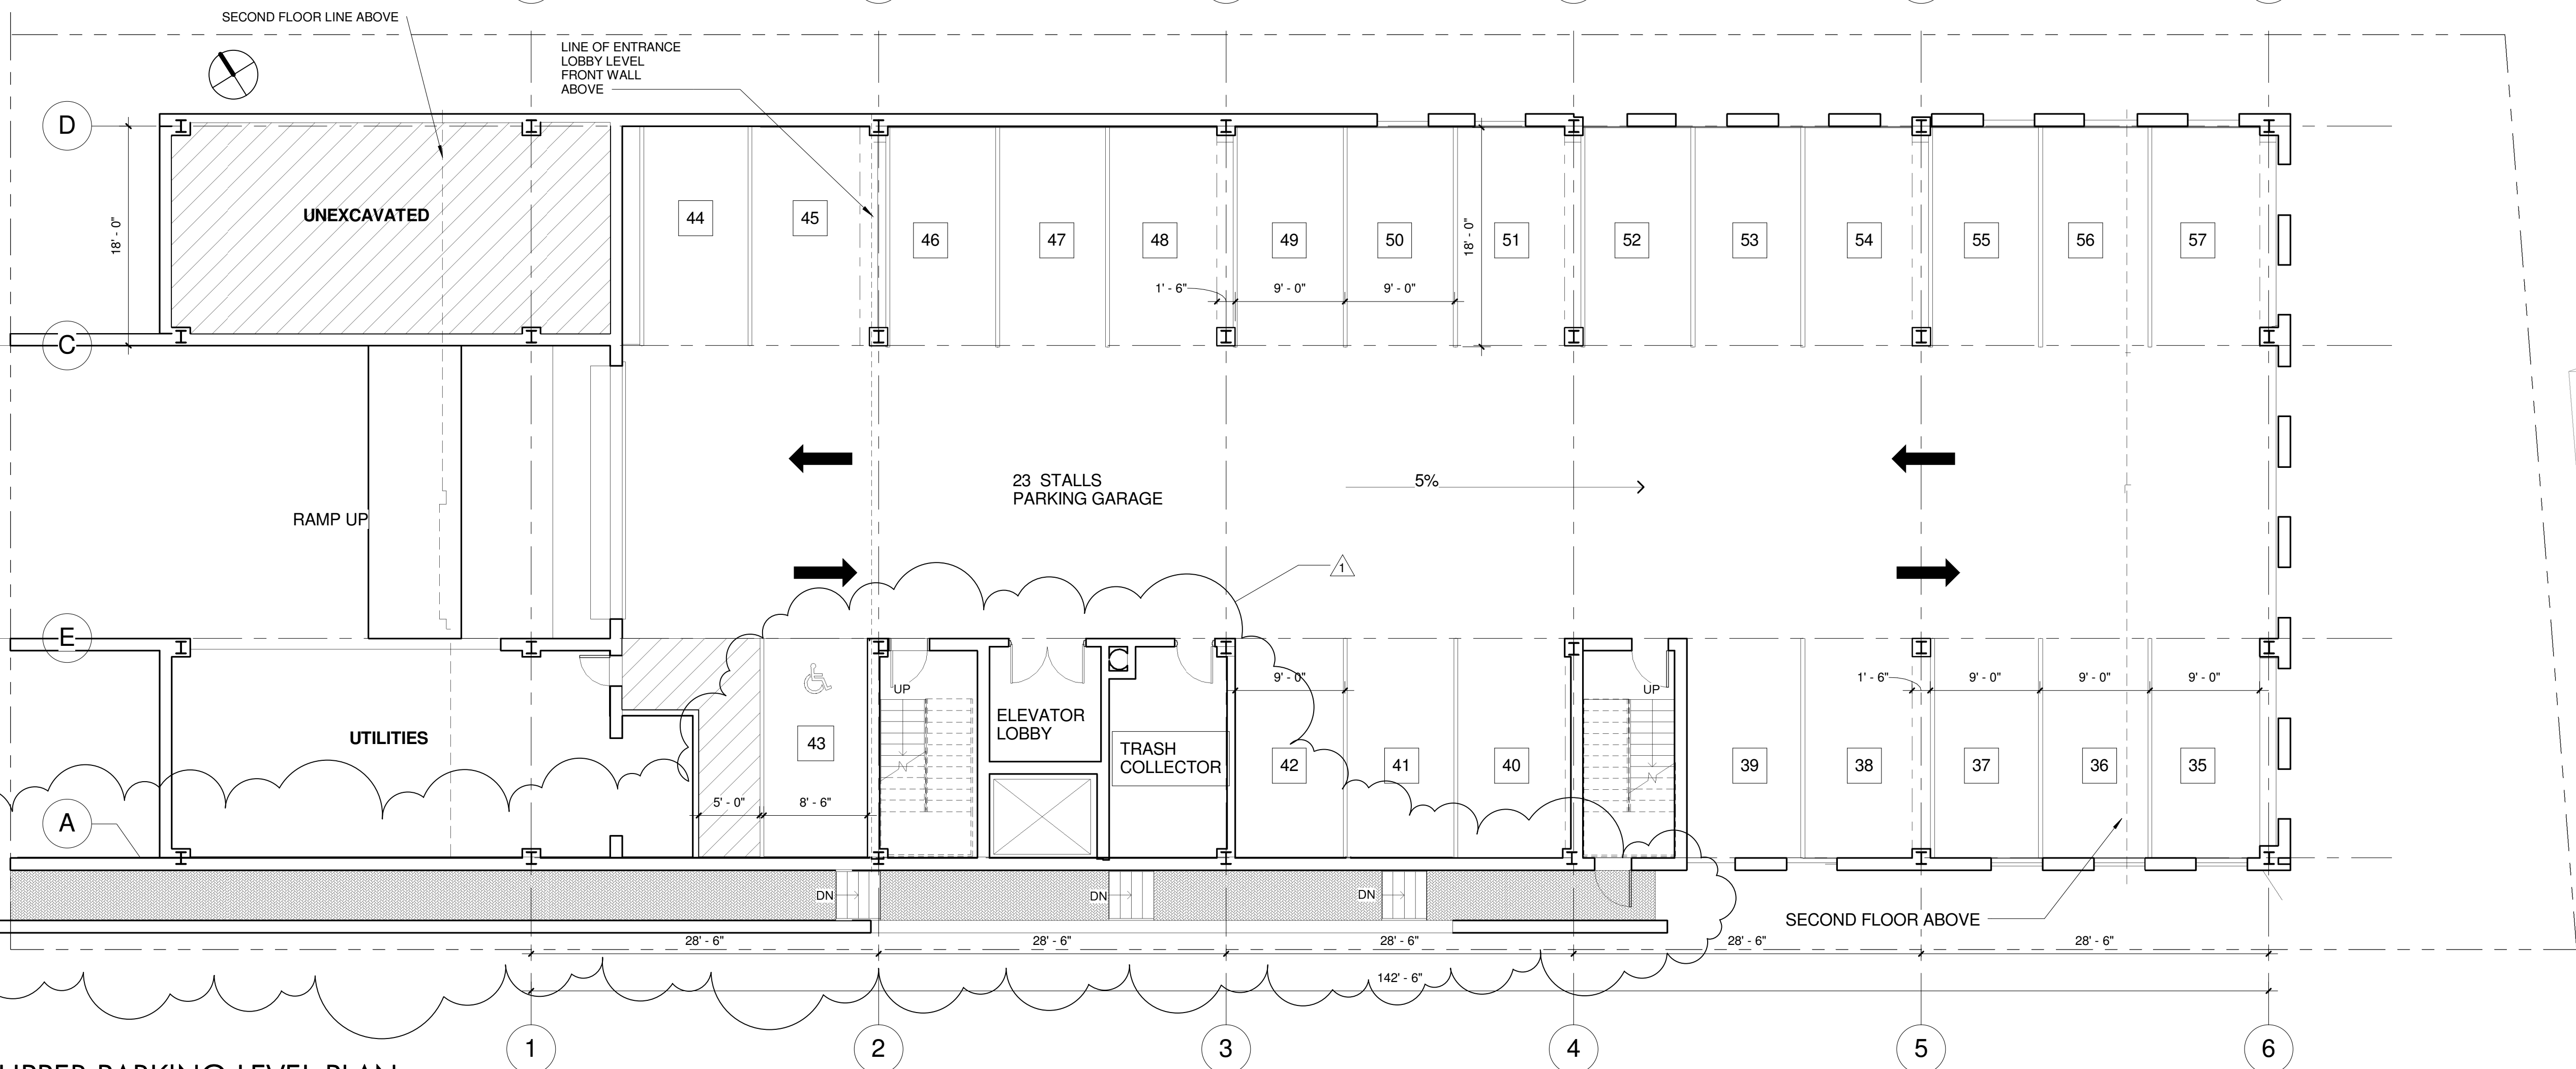 SECOND FLOOR LINE ABOVE
LINE OF ENTRANCE
LOBBY LEVEL
FRONT WALL
ABOVE
D
18' - 0"
UNEXCAVATED
44
45
46
47
48
49
50
51
52
53
54
55
56
57
18' - 0"
1' - 6"
9' - 0"
9' - 0"
C
23 STALLS
PARKING GARAGE
5%
RAMP UP
1
E
UP
ELEVATOR
LOBBY
TRASH
COLLECTOR
9' - 0"
UP
1' - 6"
9' - 0"
9' - 0"
9' - 0"
UTILITIES
43
42
41
40
39
38
37
36
35
5' - 0"
8' - 6"
A
DN
DN
DN
SECOND FLOOR ABOVE
28' - 6"
28' - 6"
28' - 6"
28' - 6"
28' - 6"
142' - 6"
1
2
3
4
5
6
UPPER PARKING LEVEL PLAN